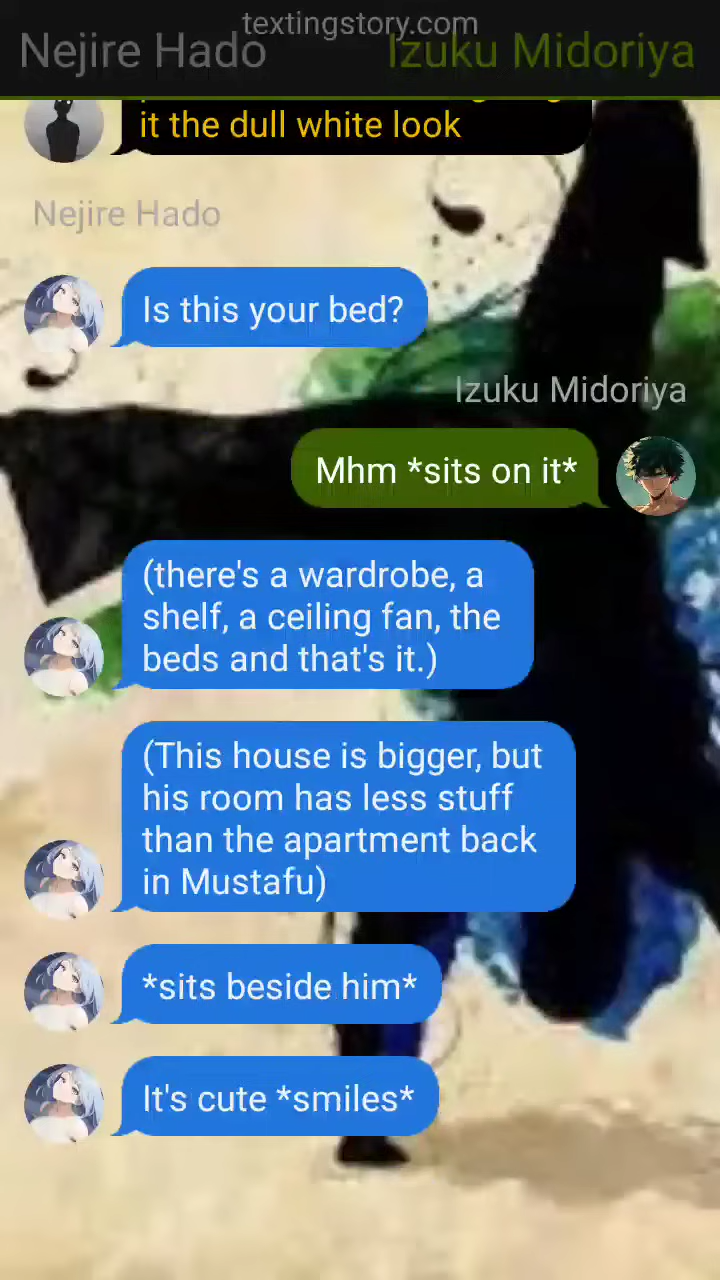 textingstory.com
Nejire Hado
Izuku Midoriya
it the dull white look
Nejire Hado
Is this your bed?
Izuku Midoriya
Mhm *sits on it*
(there's a wardrobe, a
shelf, a ceiling fan, the
beds and that's it.)
(This house is bigger, but
his room has less stuff
than the apartment back
in Mustafu)
*sits beside him*
It's cute *smiles*